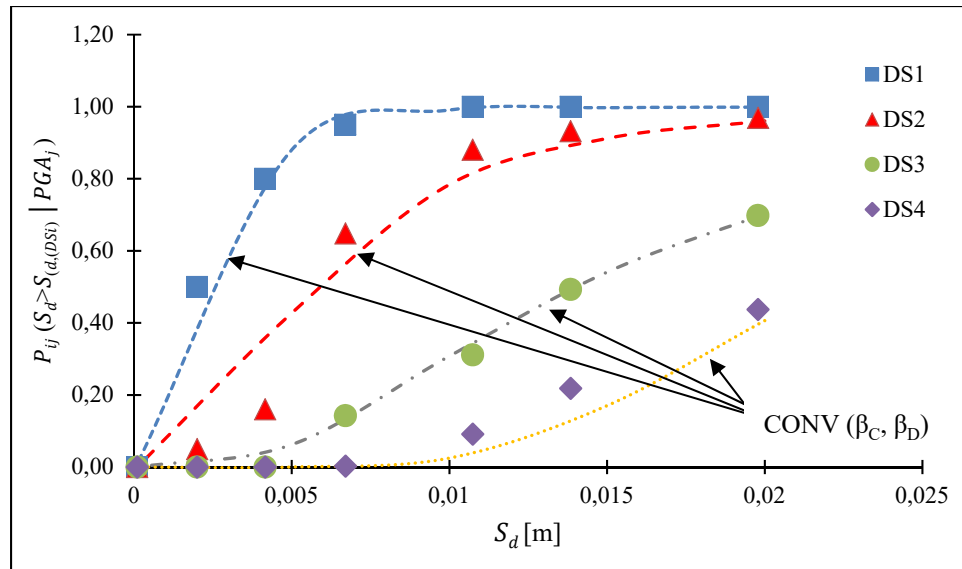 1,20
1,00
0,80
0,60
0,40
0,20
0,00
P_ij (S_d>S_(d,(DSi) | PGA_j)
DS1
DS2
DS3
DS4
CONV (β_C, β_D)
0
0,005
0,01
0,015
0,02
0,025
S_d [m]